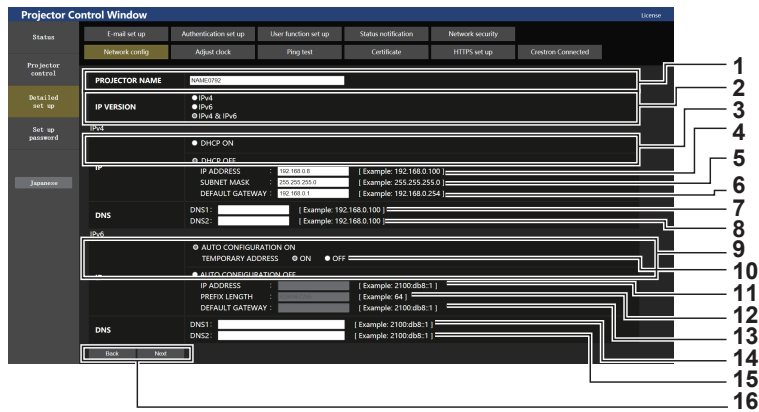 Projector Control Window
License
Status
E-mail set up
Authentication set up
User function set up
Status notification
Network security
Network config
Adjust clock
Ping test
Certificate
HTTPS set up
Crestron Connected
Projector
control
Detailed
set up
Set up
password
Japanese
PROJECTOR NAME
NAME0792
IP VERSION
IPv4
IPv6
IPv4 & IPv6
IPv4
IP
DHCP ON
DHCP OFF
IP ADDRESS : 192.168.0.8 [ Example: 192.168.0.100 ]
SUBNET MASK : 255.255.255.0 [ Example: 255.255.255.0 ]
DEFAULT GATEWAY : 192.168.0.1 [ Example: 192.168.0.254 ]
DNS
DNS1: [ Example: 192.168.0.100 ]
DNS2: [ Example: 192.168.0.100 ]
IPv6
IP
AUTO CONFIGURATION ON
TEMPORARY ADDRESS ON OFF
AUTO CONFIGURATION OFF
IP ADDRESS : [ Example: 2100:db8::1 ]
PREFIX LENGTH : [ Example: 64 ]
DEFAULT GATEWAY : [ Example: 2100:db8::1 ]
DNS
DNS1: [ Example: 2100:db8::1 ]
DNS2: [ Example: 2100:db8::1 ]
Back
Next
1
2
3
4
5
6
7
8
9
10
11
12
13
14
15
16